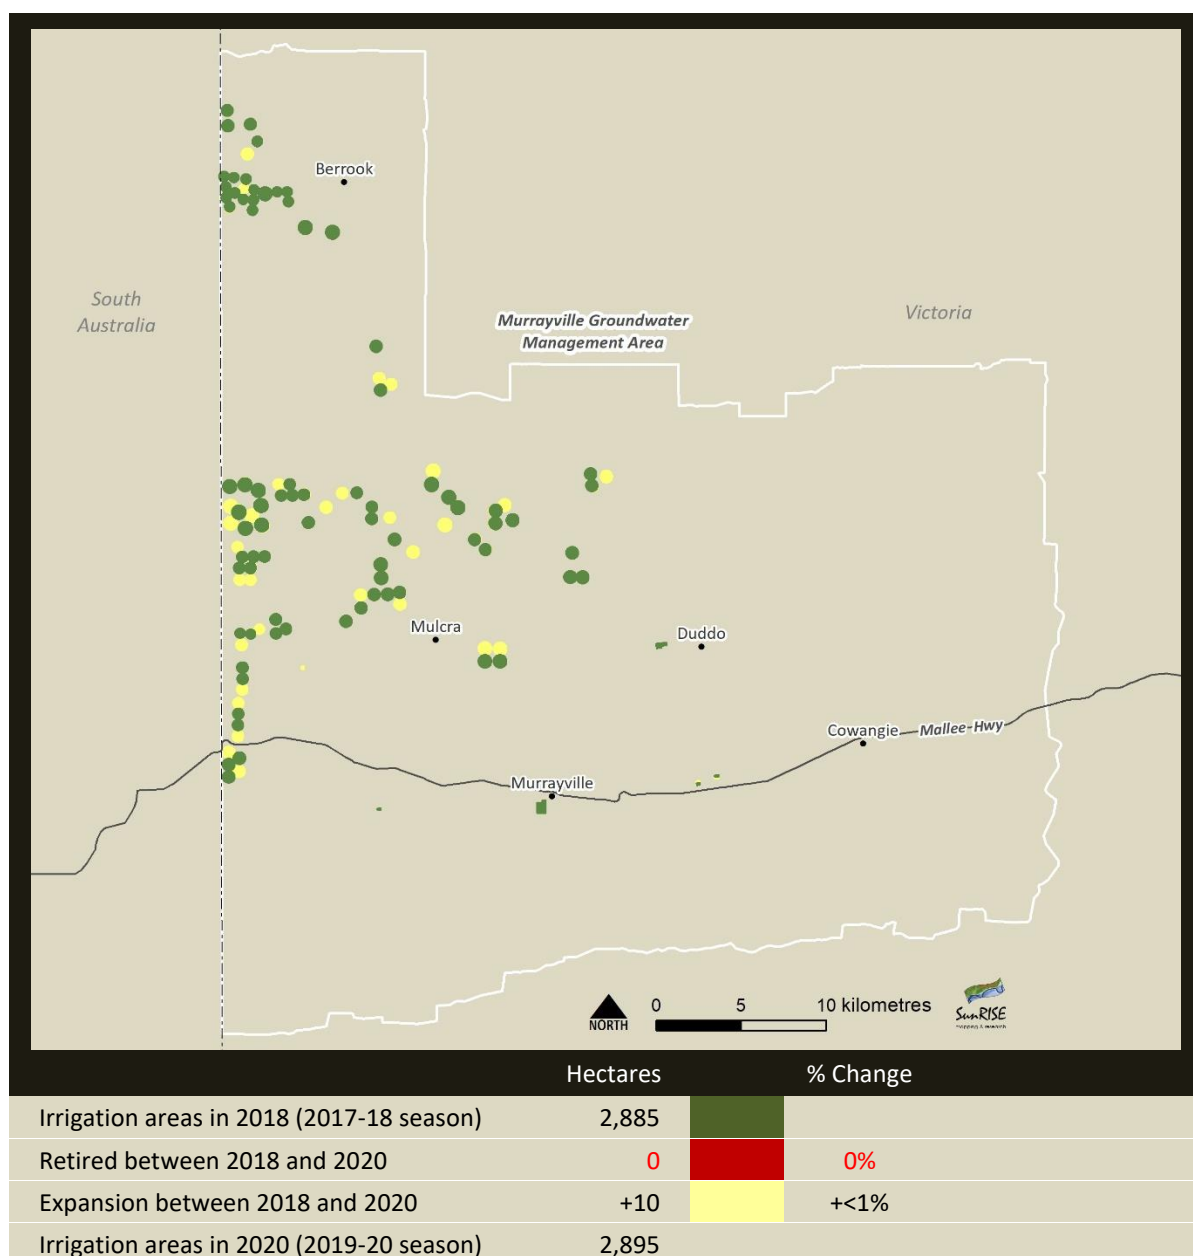 Berrook
South
Australia
Murrayville Groundwater
Management Area
Victoria
Mulcra
Duddo
Cowangie
Mallee Hwy
Murrayville
NORTH
0 5 10 kilometres
SunRISE
mapping & research
Hectares % Change
Irrigation areas in 2018 (2017-18 season) 2,885
Retired between 2018 and 2020 0 0%
Expansion between 2018 and 2020 +10 +<1%
Irrigation areas in 2020 (2019-20 season) 2,895